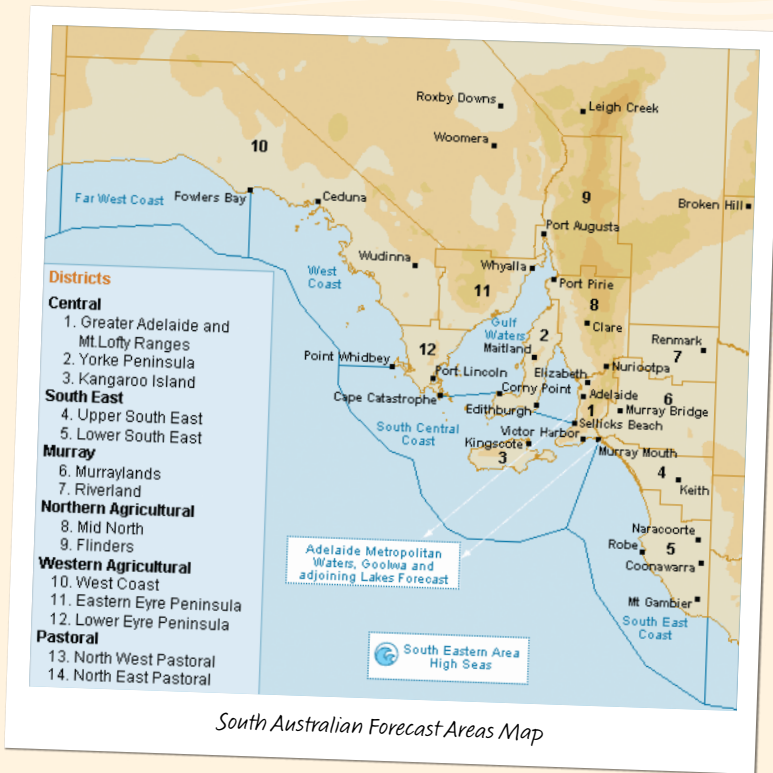 Roxby Downs
Leigh Creek
Woomera
10
9
Far West Coast
Fowlers Bay
Ceduna
Broken Hill
Port Augusta
Wudinna
Whyalla
West
Coast
11
Port Pirie
8
Clare
Gulf
Waters
2
Maitland
Renmark
7
12
Point Whidbey
Port Lincoln
Elizabeth
Nuriootpa
Cape Catastrophe
Corny Point
Adelaide
6
Edithburgh
1
Murray Bridge
Sellicks Beach
South Central
Coast
Victor Harbor
Kingscote
3
Murray Mouth
4
Keith
Naracoorte
Robe
5
Coonawarra
Mt Gambier
South East
Coast
Adelaide Metropolitan
Waters, Goolwa and
adjoining Lakes Forecast
South Eastern Area
High Seas
Districts
Central
1. Greater Adelaide and
Mt.Lofty Ranges
2. Yorke Peninsula
3. Kangaroo Island
South East
4. Upper South East
5. Lower South East
Murray
6. Murraylands
7. Riverland
Northern Agricultural
8. Mid North
9. Flinders
Western Agricultural
10. West Coast
11. Eastern Eyre Peninsula
12. Lower Eyre Peninsula
Pastoral
13. North West Pastoral
14. North East Pastoral
South Australian Forecast Areas Map